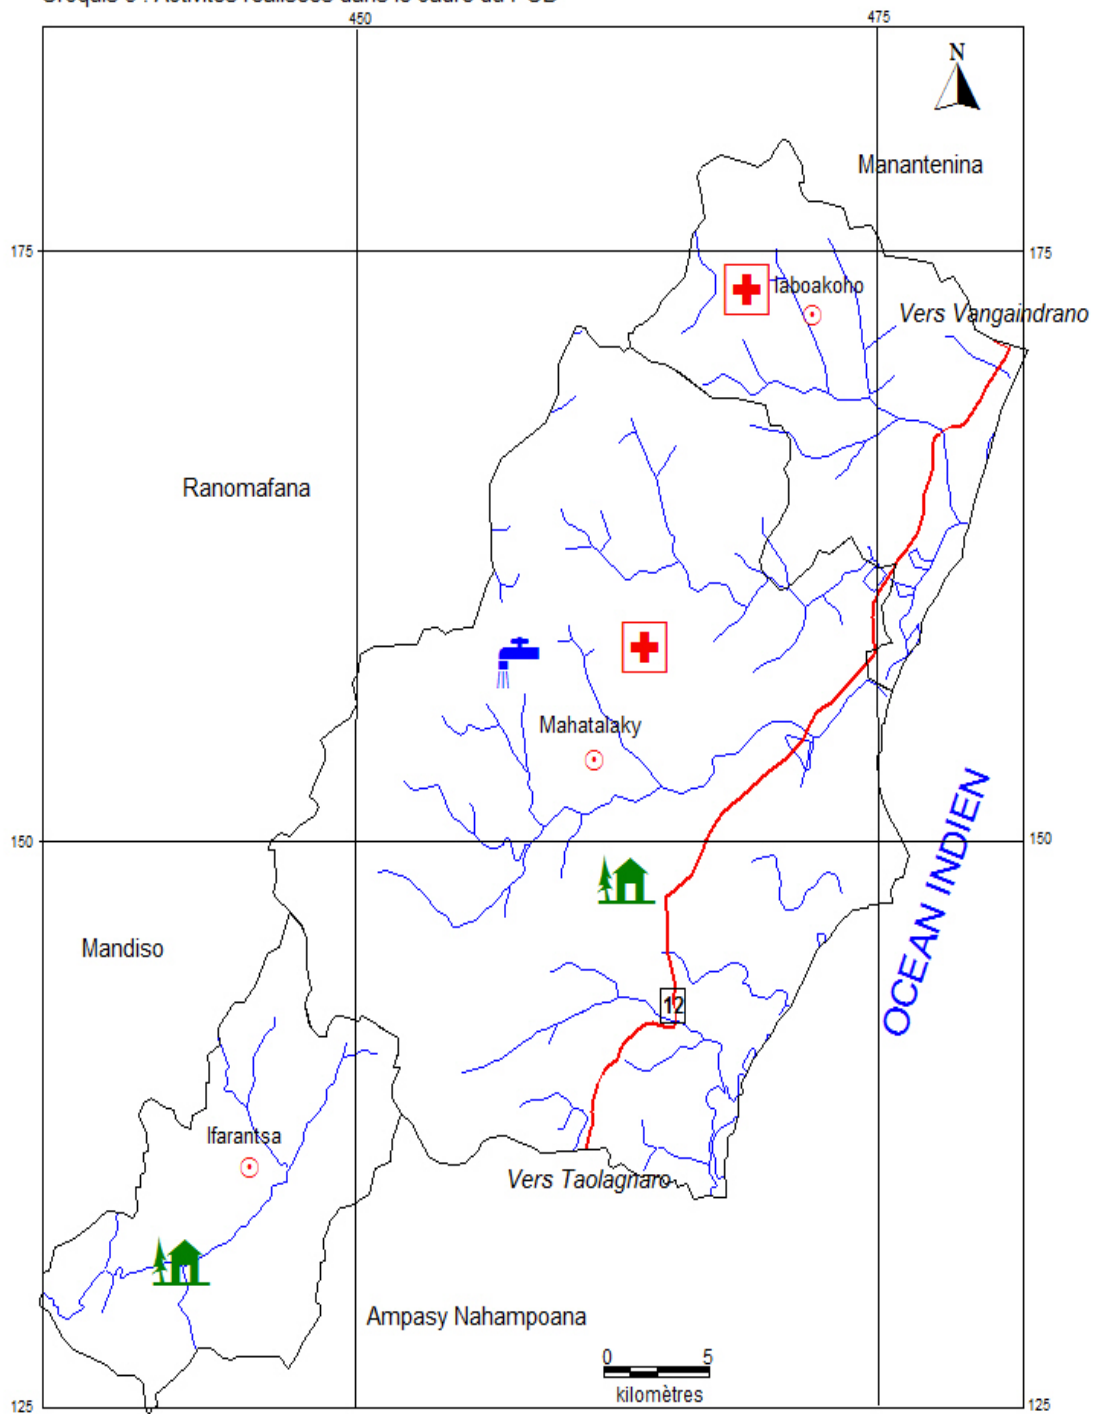 450
475
N
Manantenina
175
175
Iaboakoho
Vers Vangaindrano
Ranomafana
Mahatalaky
150
150
OCEAN INDIEN
Mandiso
12
Ifarantsa
Vers Taolagnaro
Ampasy Nahampoana
0 5
kilomètres
125
125